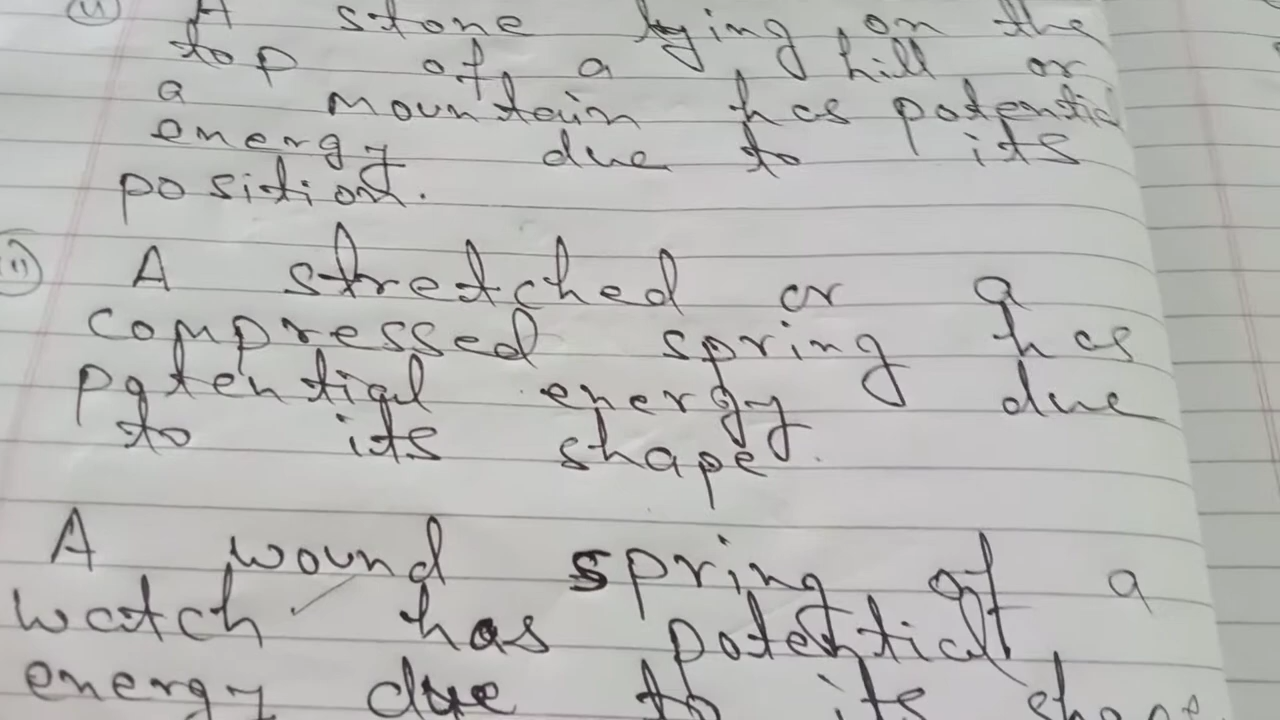 A stone lying on the
top of a hill or
a mountain has potential
energy due to its
position.
ii) A stretched or a
compressed spring has
potential energy due
to its shape.
A wound spring of a
watch has potential
energy due to its shape